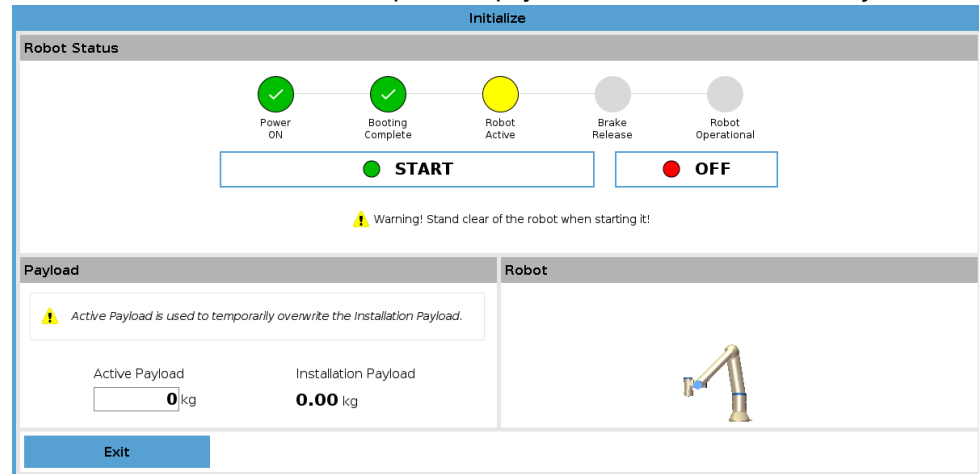 Initialize
Robot Status
Power
ON
Booting
Complete
Robot
Active
Brake
Release
Robot
Operational
START
OFF
Warning! Stand clear of the robot when starting it!
Payload
Robot
Active Payload is used to temporarily overwrite the Installation Payload.
Active Payload
Installation Payload
0 kg
0.00 kg
Exit